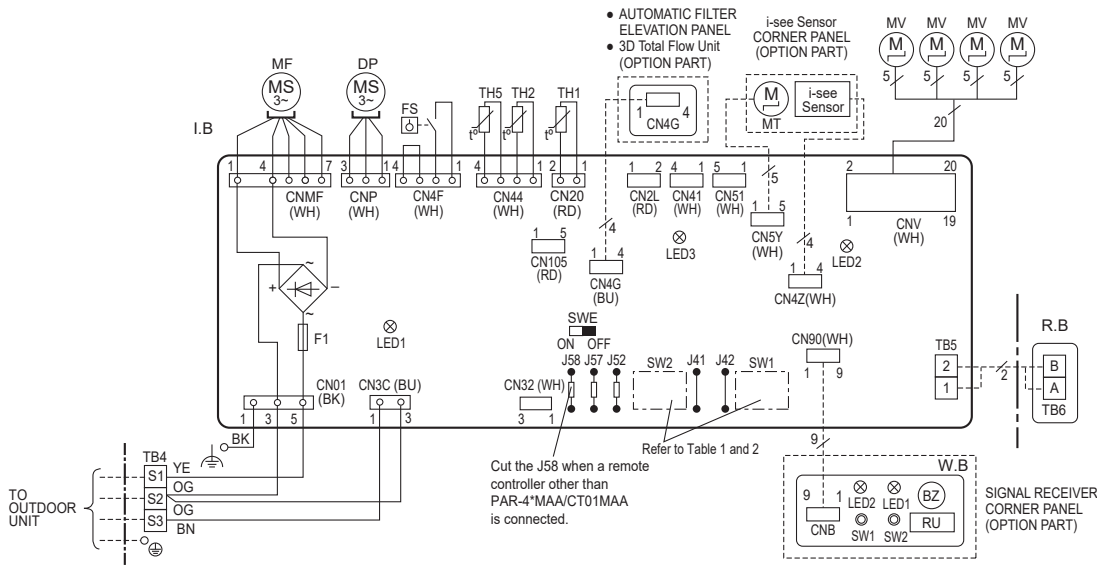 ● AUTOMATIC FILTER
ELEVATION PANEL
● 3D Total Flow Unit
(OPTION PART)
i-see Sensor
CORNER PANEL
(OPTION PART)
MV MV MV MV
M M M M
5 5 5 5
20
MF
MS
3~
DP
MS
3~
FS
TH5 TH2 TH1
t° t° t°
1 4
CN4G
M
MT
i-see
Sensor
I.B
1 4 7
CNMF
(WH)
3 1
CNP
(WH)
4 1
CN4F
(WH)
4 1
CN44
(WH)
2 1
CN20
(RD)
1 2
CN2L
(RD)
4 1
CN41
(WH)
5 1
CN51
(WH)
5
1 5
CN5Y
(WH)
2 20
1 19
CNV
(WH)
1 5
CN105
(RD)
4
1 4
CN4G
(BU)
LED3
4
1 4
CN4Z(WH)
LED2
~
+ –
~
F1
LED1
SWE
ON OFF
J58 J57 J52
SW2
J41 J42
SW1
CN90(WH)
1 9
TB5
2
1
2
R.B
B
A
TB6
CN01
(BK)
1 3 5
CN3C (BU)
1 3
CN32 (WH)
3 1
Refer to Table 1 and 2
Cut the J58 when a remote
controller other than
PAR-4*MAA/CT01MAA
is connected.
BK
TB4
S1 YE
OG
S2
OG
S3
BN
TO
OUTDOOR
UNIT
9
W.B
9 1
CNB
LED2 LED1
SW1 SW2
BZ
RU
SIGNAL RECEIVER
CORNER PANEL
(OPTION PART)